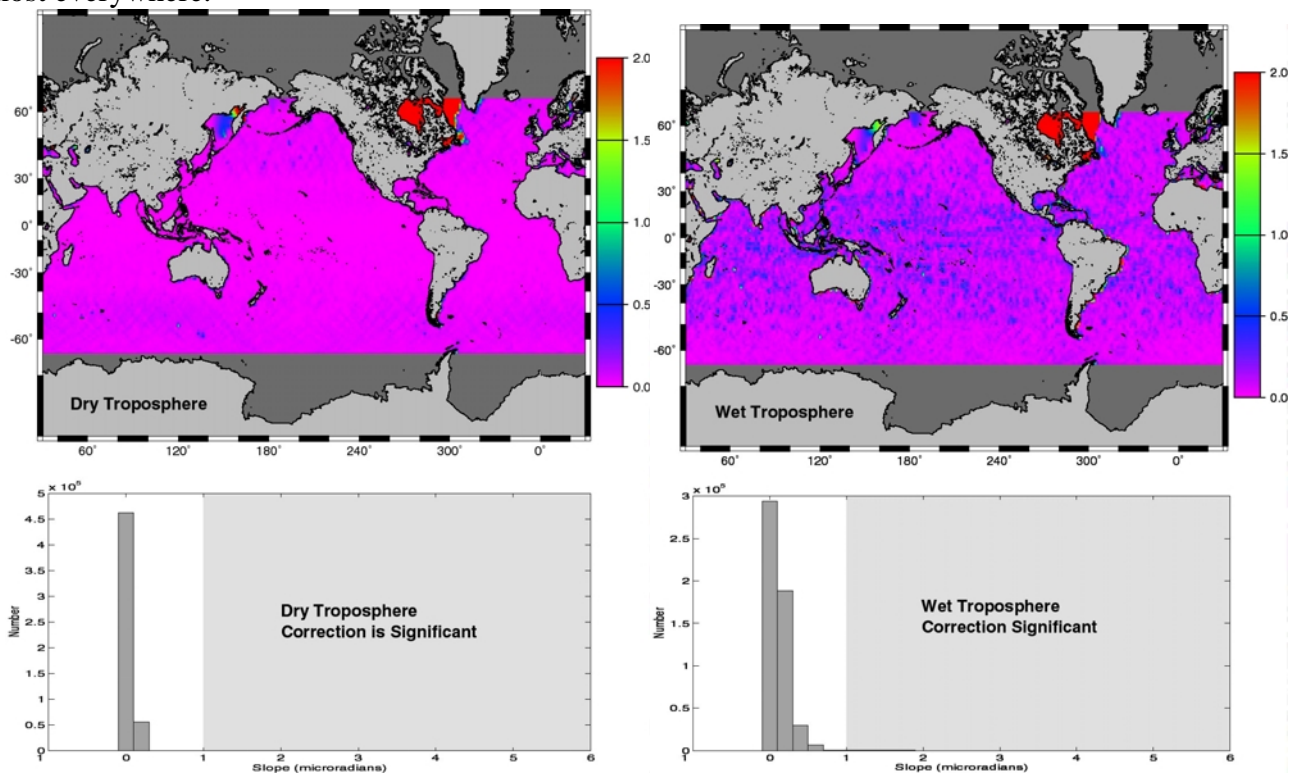 most everywhere.
2.0
1.5
1.0
0.5
0.0
60°
30°
0°
-30°
-60°
Dry Troposphere
60° 120° 180° 240° 300° 0°
2.0
1.5
1.0
0.5
0.0
60°
30°
0°
-30°
-60°
Wet Troposphere
60° 120° 180° 240° 300° 0°
× 10⁵
5
4.5
4
3.5
3
2.5
2
1.5
1
0.5
0
Number
Dry Troposphere
Correction is Significant
1 0 1 2 3 4 5 6
Slope (microradians)
× 10⁵
3
2.5
2
1.5
1
0.5
0
Number
Wet Troposphere
Correction Significant
1 0 1 2 3 4 5 6
Slope (microradians)